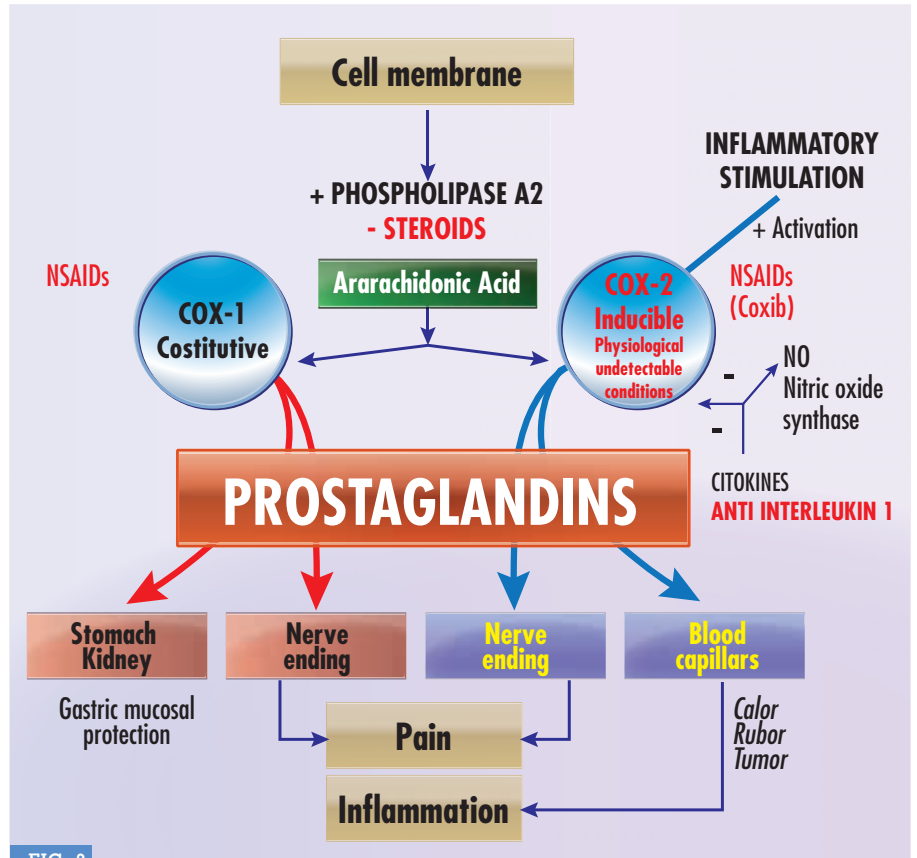 Cell membrane
INFLAMMATORY
STIMULATION
+ PHOSPHOLIPASE A2
- STEROIDS
+ Activation
NSAIDs
COX-1
Costitutive
Ararachidonic Acid
COX-2
Inducible
Physiological
undetectable
conditions
NSAIDs
(Coxib)
-
-
NO
Nitric oxide
synthase
CITOKINES
ANTI INTERLEUKIN 1
PROSTAGLANDINS
Stomach
Kidney
Nerve
ending
Nerve
ending
Blood
capillars
Gastric mucosal
protection
Calor
Rubor
Tumor
Pain
Inflammation